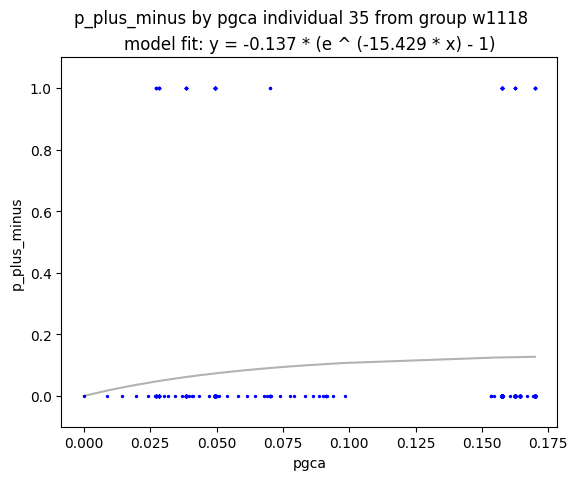 p_plus_minus by pgca individual 35 from group w1118
model fit: y = -0.137 * (e ^ (-15.429 * x) - 1)
1.0
0.8
0.6
0.4
0.2
0.0
p_plus_minus
0.000 0.025 0.050 0.075 0.100 0.125 0.150 0.175
pgca